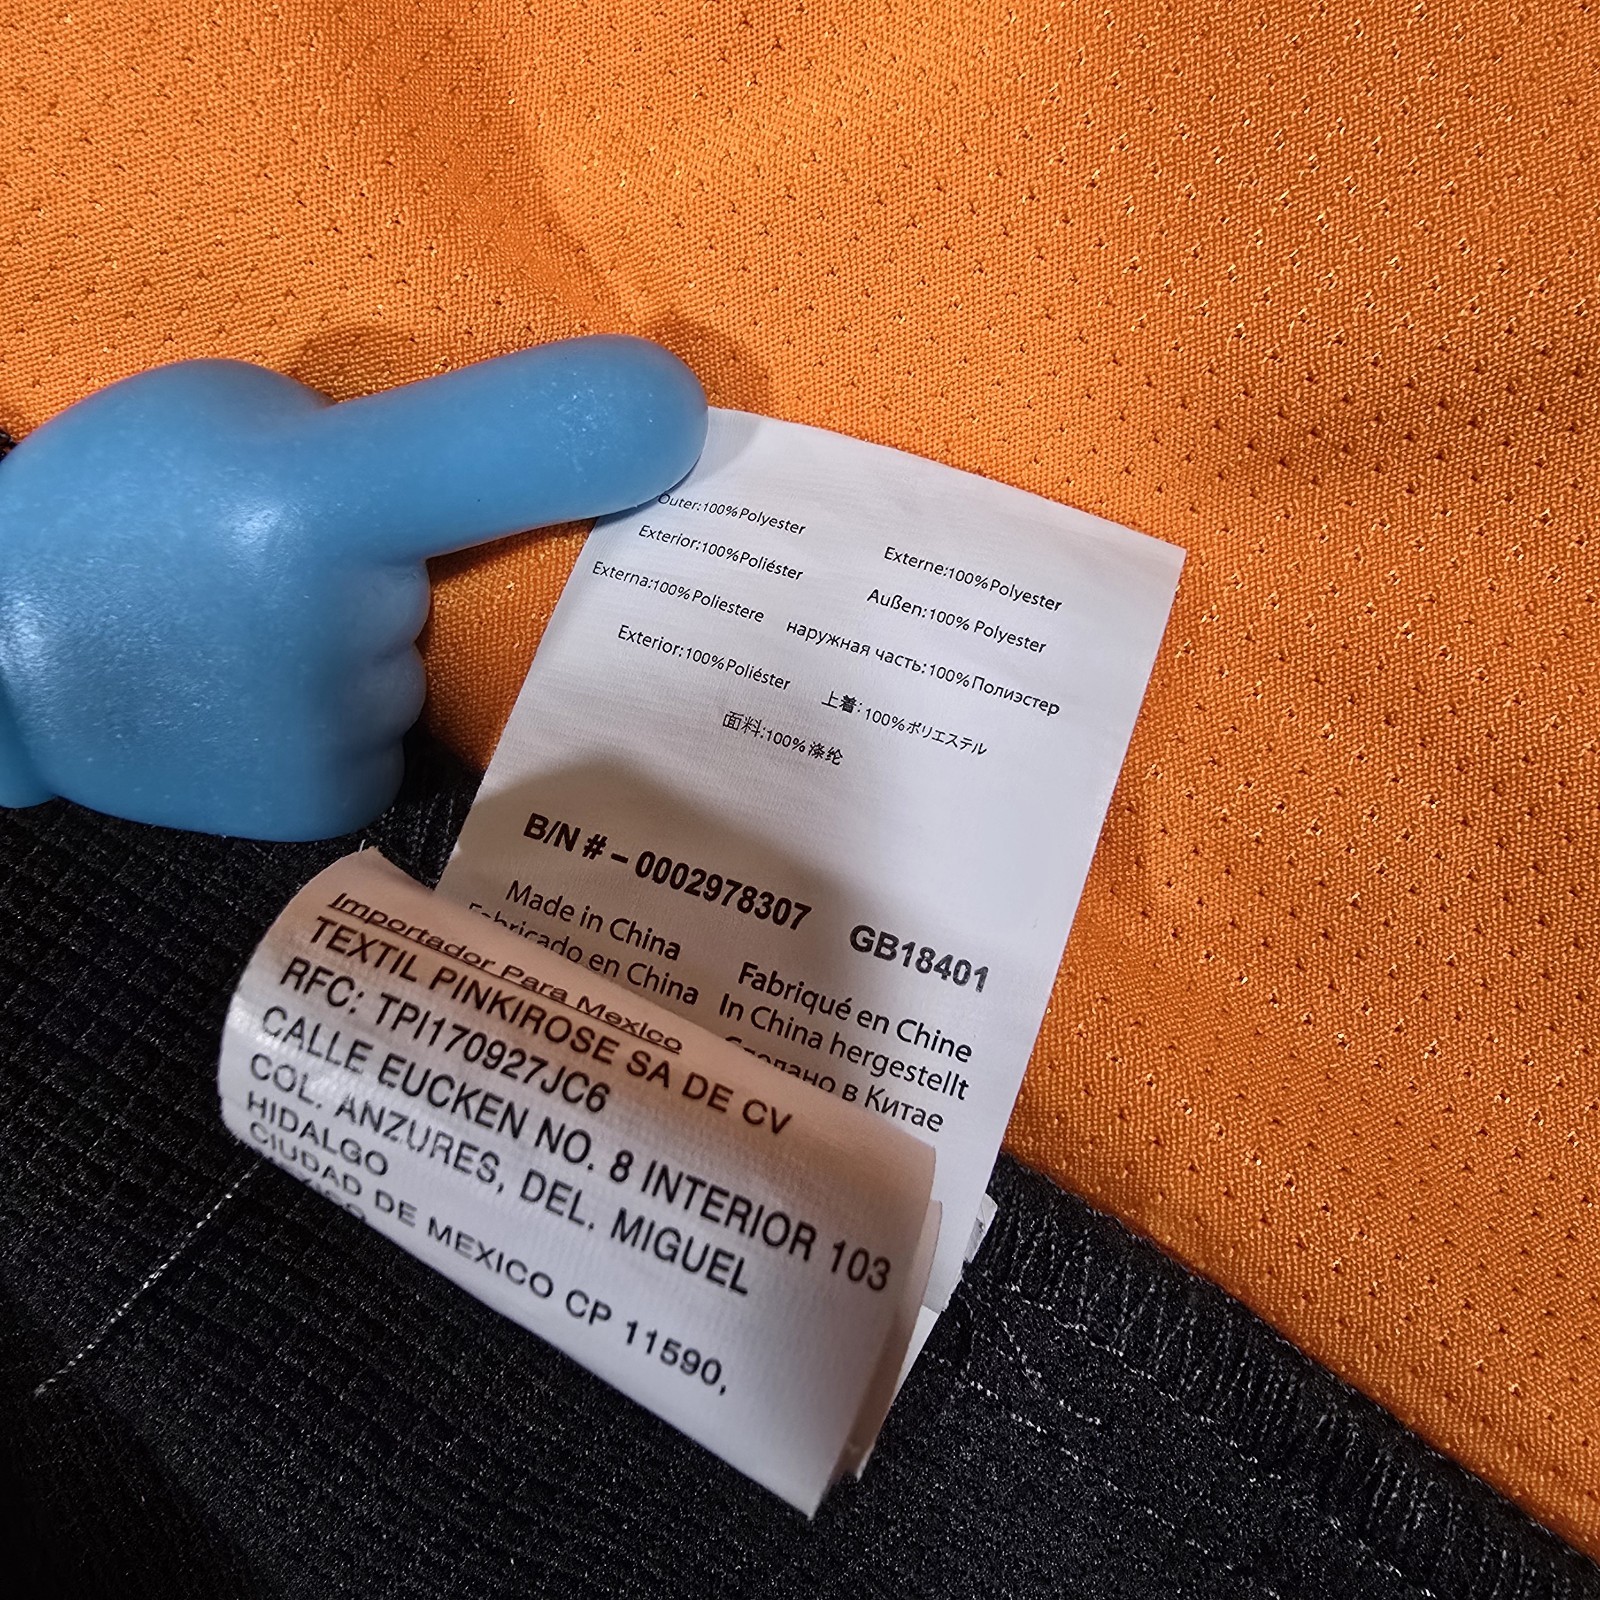 Outer:100%Polyester
Exterior:100%Poliéster
Externa:100%Poliestere
Exterior:100%Poliéster
Externe:100%Polyester
Außen:100% Polyester
наружная часть:100%Полиэстер
上着:100%ポリエステル
面料:100%涤纶
B/N # – 0002978307 GB18401
Made in China
Fabricado en China
Fabriqué en Chine
In China hergestellt
Сделано в Китае
Importador Para Mexico
TEXTIL PINKIROSE SA DE CV
RFC: TPI170927JC6
CALLE EUCKEN NO. 8 INTERIOR 103
COL. ANZURES, DEL. MIGUEL
HIDALGO
CIUDAD DE MEXICO CP 11590,